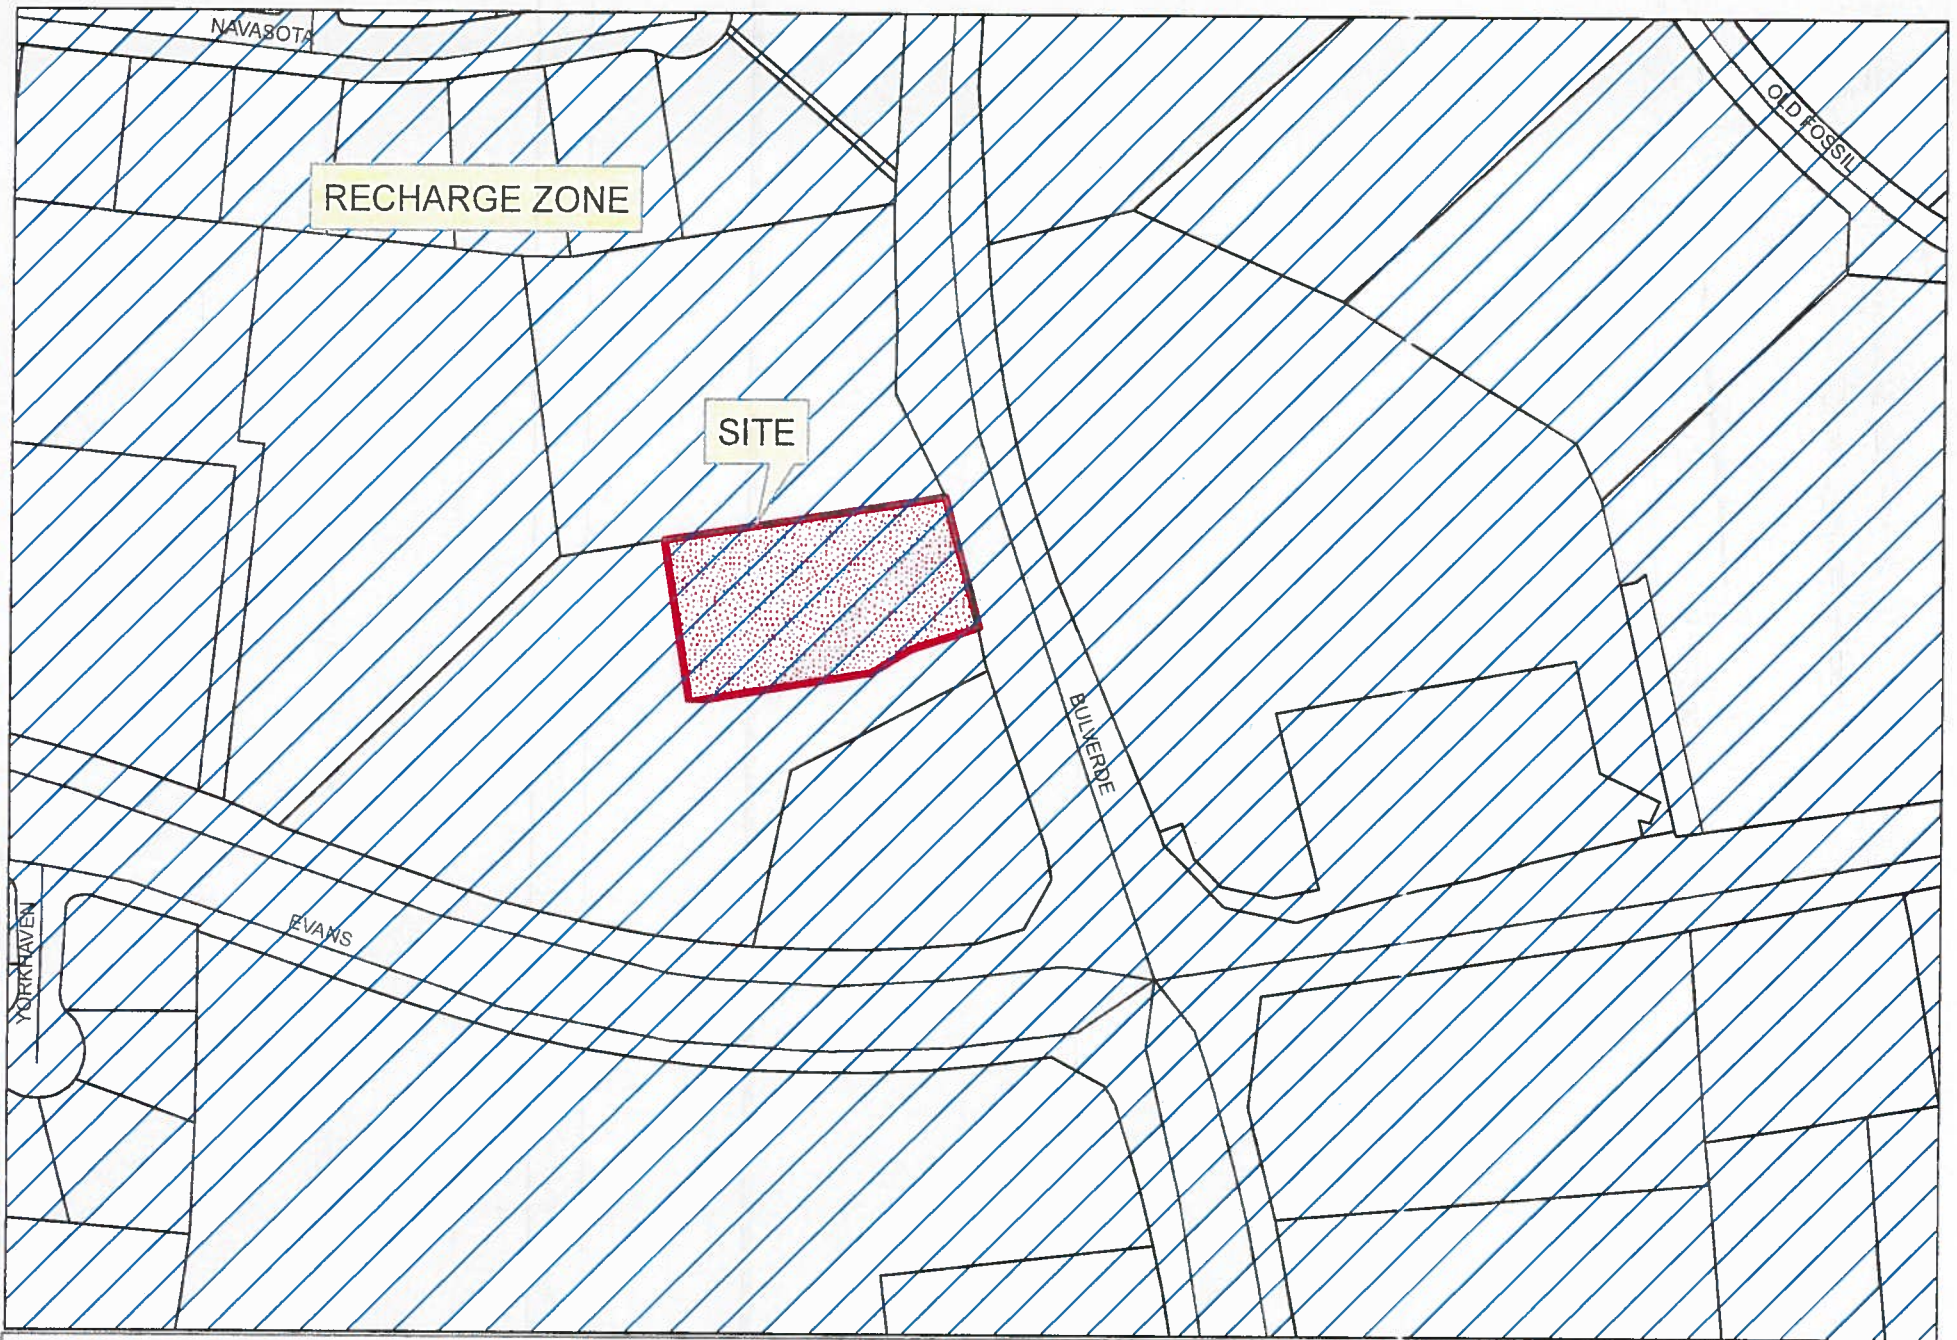 NAVASOTA
OLD FOSSIL
RECHARGE ZONE
SITE
BULVERDE
EVANS
YORKHAVEN